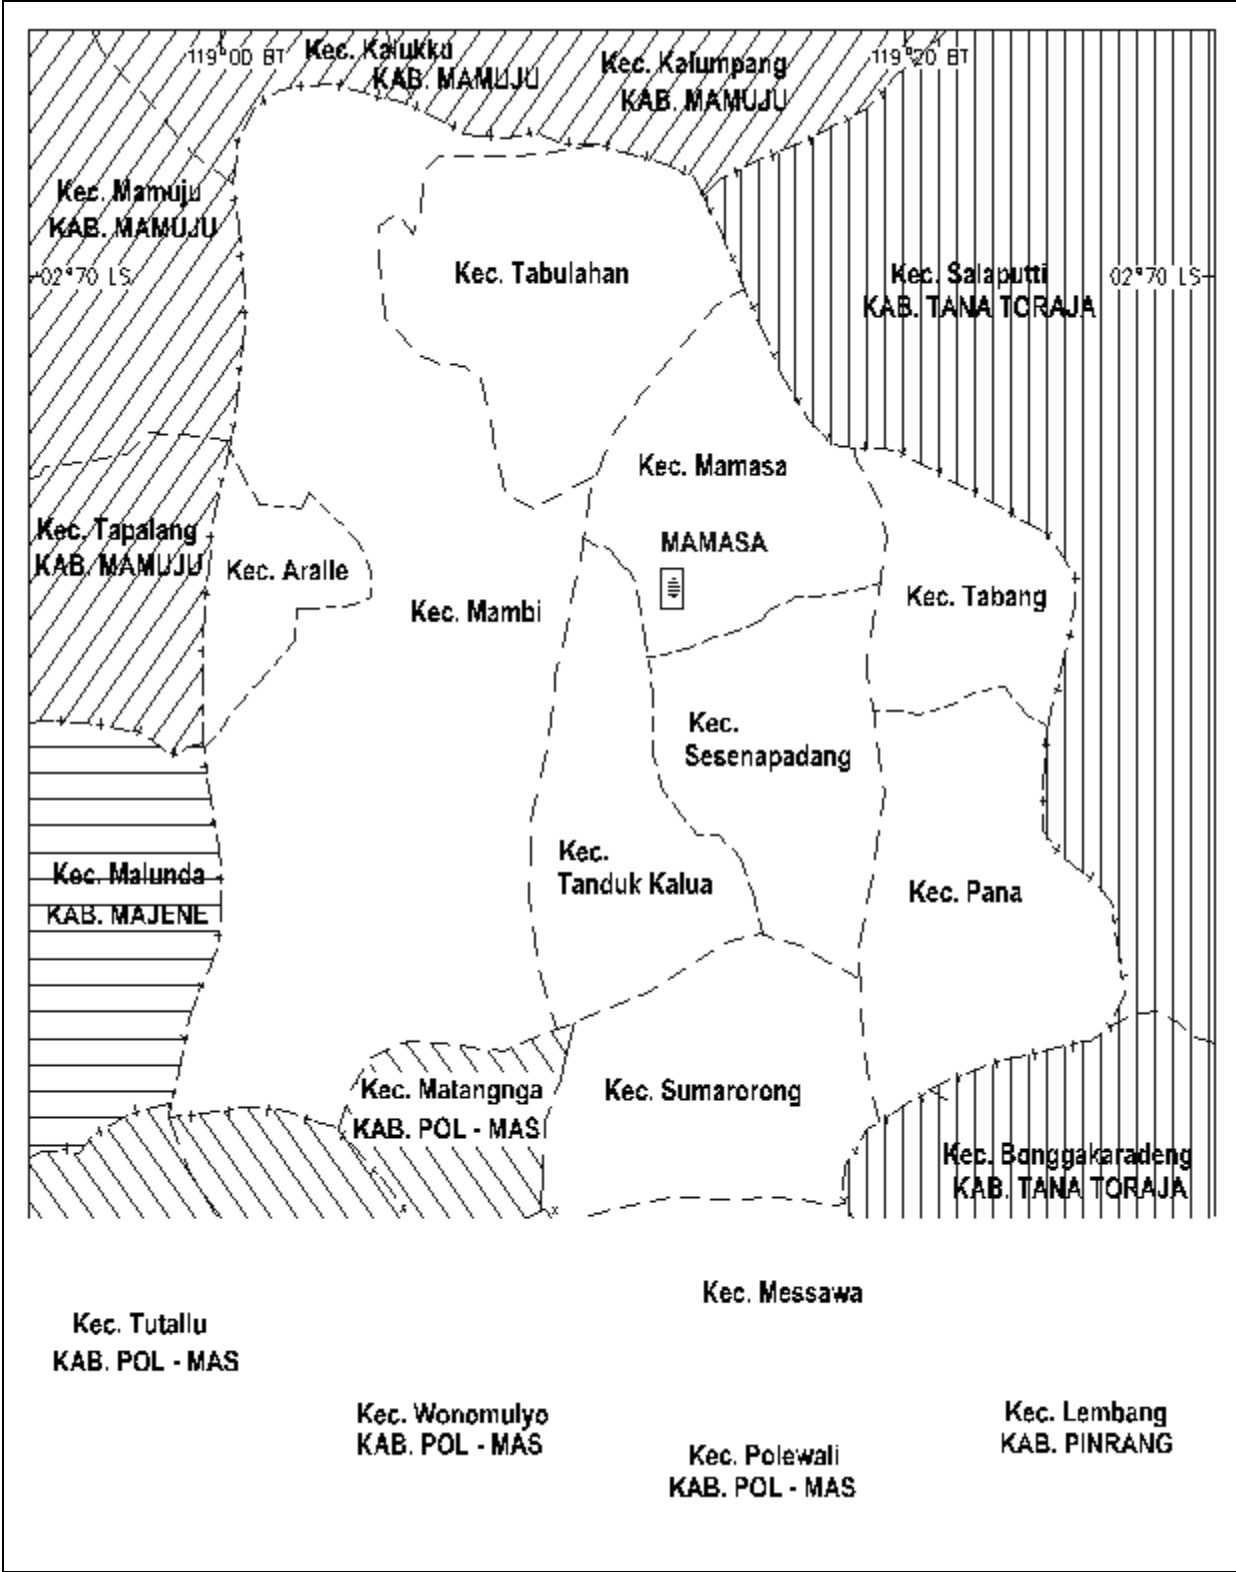 119°00 BT
Kec. Kalukku
KAB. MAMUJU
Kec. Kalumpang
KAB. MAMUJU
119°20 BT
Kec. Mamuju
KAB. MAMUJU
02°70 LS
Kec. Tabulahan
Kec. Salaputti
KAB. TANA TORAJA
02°70 LS
Kec. Mamasa
Kec. Tapalang
KAB. MAMUJU
Kec. Aralle
MAMASA
Kec. Tabang
Kec. Mambi
Kec.
Sesenapadang
Kec.
Tanduk Kalua
Kec. Malunda
KAB. MAJENE
Kec. Pana
Kec. Matangnga
KAB. POL - MAS
Kec. Sumarorong
Kec. Bonggakaradeng
KAB. TANA TORAJA
Kec. Messawa
Kec. Tutallu
KAB. POL - MAS
Kec. Wonomulyo
KAB. POL - MAS
Kec. Polewali
KAB. POL - MAS
Kec. Lembang
KAB. PINRANG